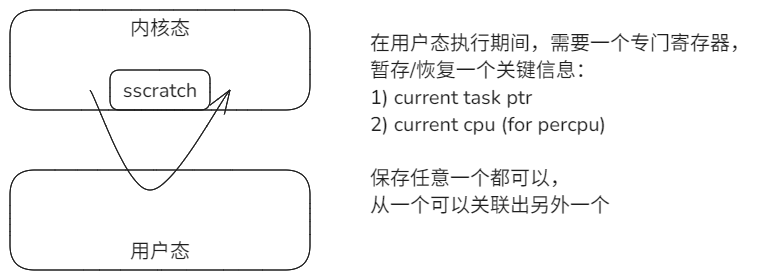 内核态
sscratch
用户态
在用户态执行期间，需要一个专门寄存器，
暂存/恢复一个关键信息：
1) current task ptr
2) current cpu (for percpu)
保存任意一个都可以，
从一个可以关联出另外一个